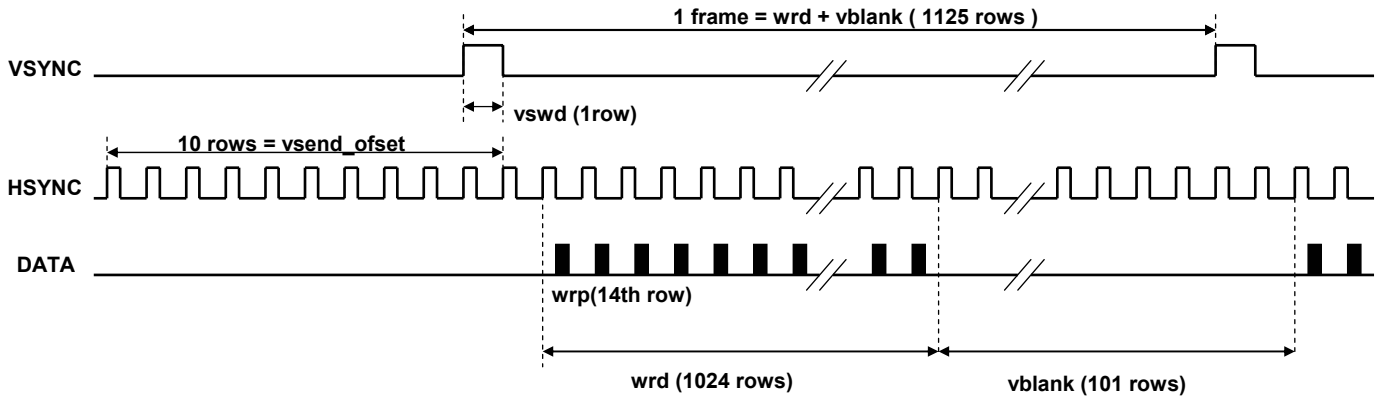 1 frame = wrd + vblank ( 1125 rows )
VSYNC
vswd (1row)
10 rows = vsend_ofset
HSYNC
DATA
wrp(14th row)
wrd (1024 rows)
vblank (101 rows)